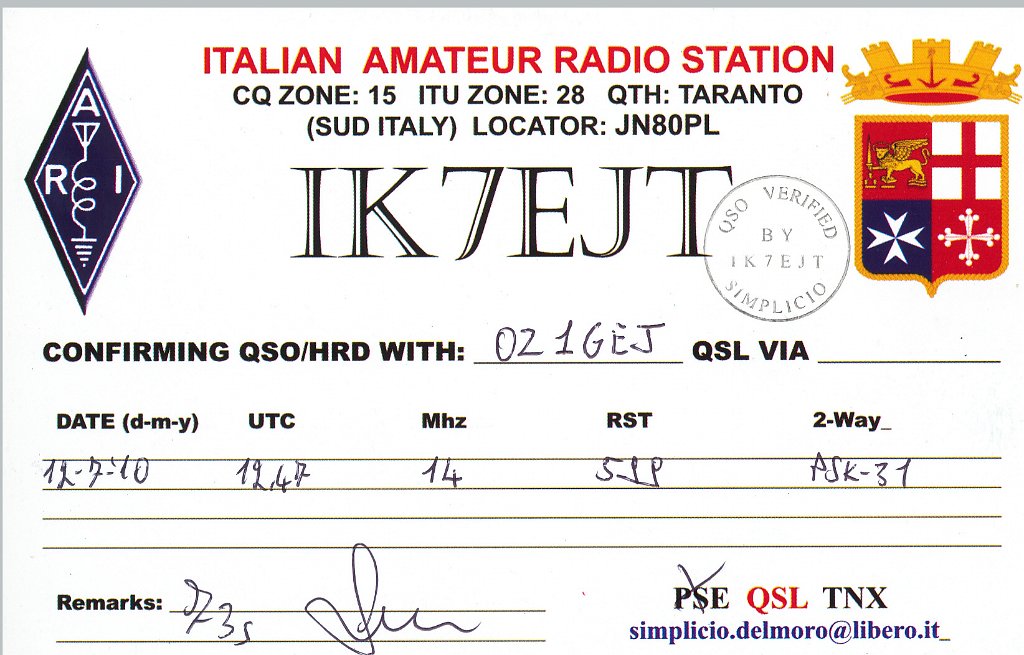 ITALIAN AMATEUR RADIO STATION
CQ ZONE: 15 ITU ZONE: 28 QTH: TARANTO
(SUD ITALY) LOCATOR: JN80PL
A
R I
IK7EJT
QSO VERIFIED
BY
IK7EJT
SIMPLICIO
CONFIRMING QSO/HRD WITH: OZ1GEJ QSL VIA
DATE (d-m-y) UTC Mhz RST 2-Way_
12-7-10 12,47 14 599 PSK-31
Remarks: 73s
PSE QSL TNX
simplicio.delmoro@libero.it_